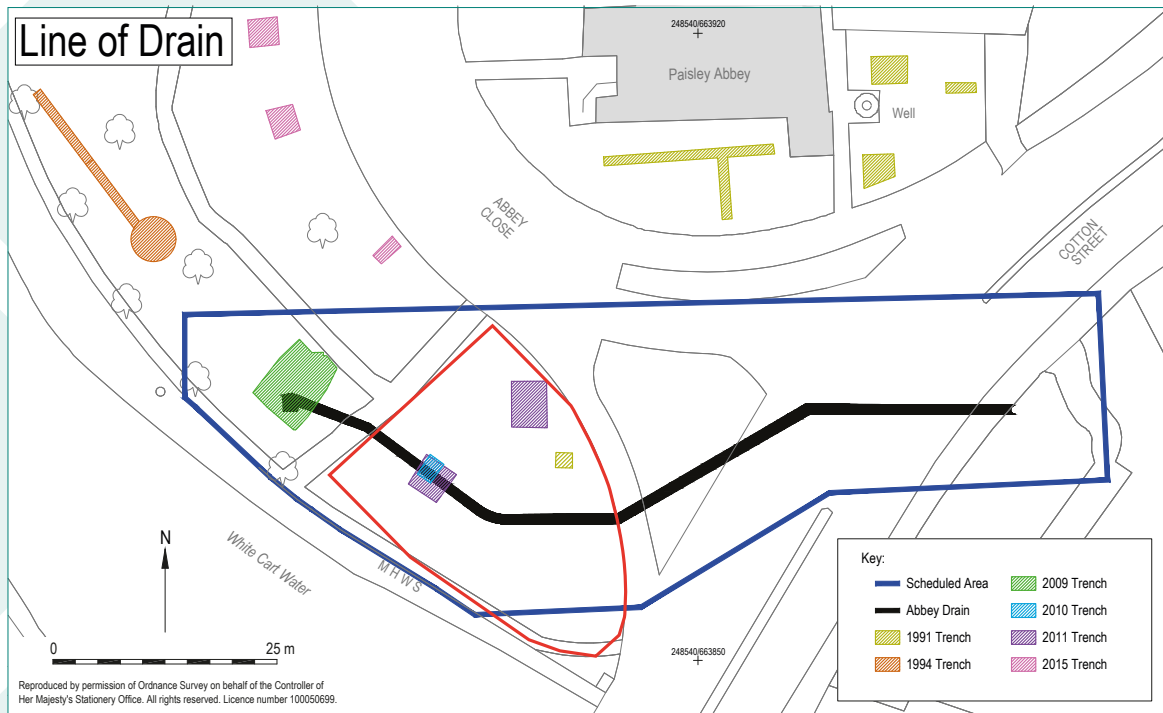 Line of Drain
248540/663920
Paisley Abbey
Well
ABBEY
CLOSE
COTTON
STREET
White Cart Water
MHWS
N
0
25 m
248540/663850
Key:
Scheduled Area
Abbey Drain
1991 Trench
1994 Trench
2009 Trench
2010 Trench
2011 Trench
2015 Trench
Reproduced by permission of Ordnance Survey on behalf of the Controller of
Her Majesty's Stationery Office. All rights reserved. Licence number 100050699.